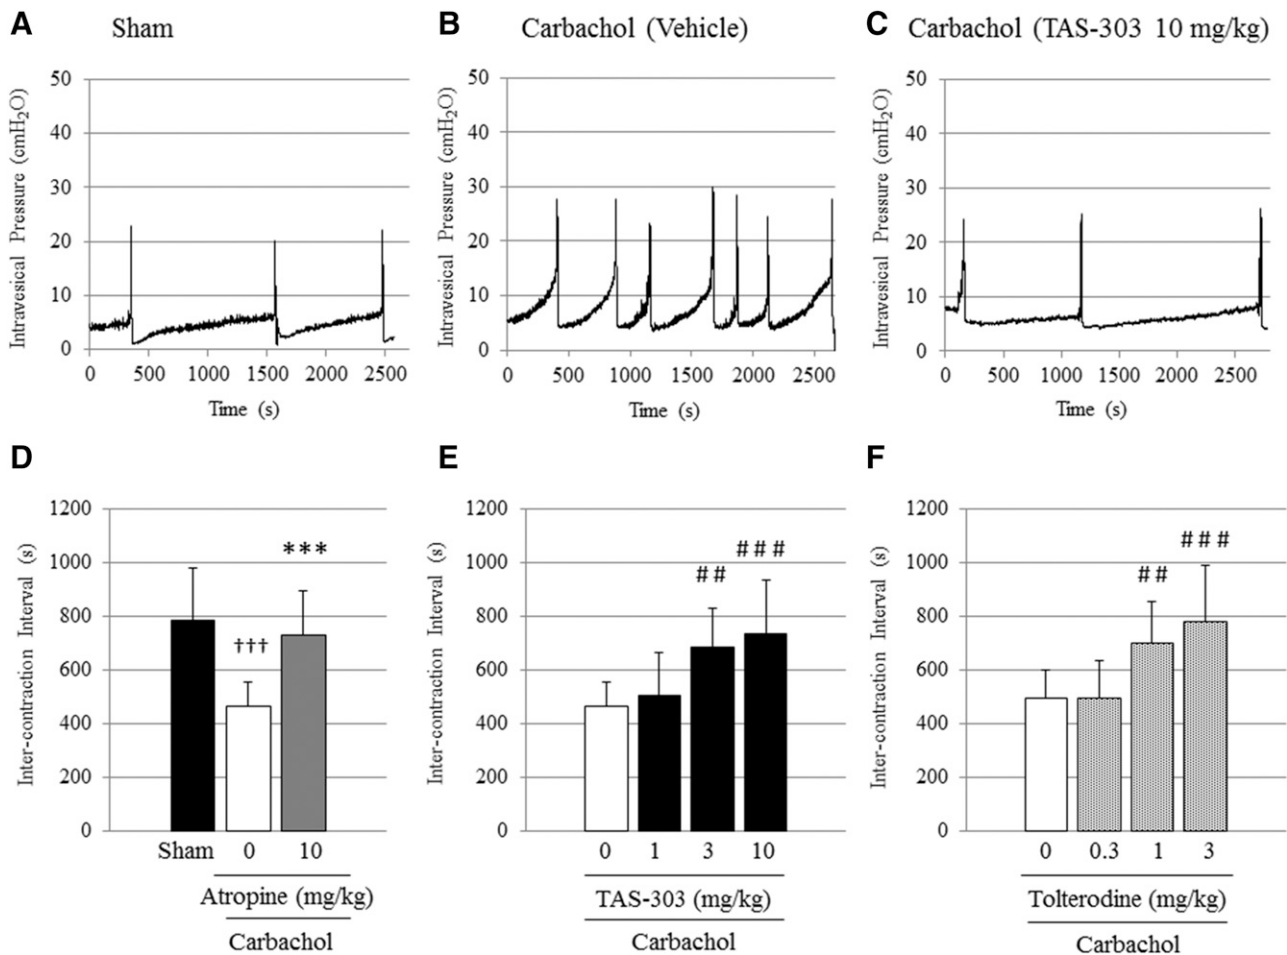 A Sham
B Carbachol (Vehicle)
C Carbachol (TAS-303 10 mg/kg)
Intravesical Pressure (cmH2O)
50
40
30
20
10
0
0 500 1000 1500 2000 2500
Time (s)
Intravesical Pressure (cmH2O)
50
40
30
20
10
0
0 500 1000 1500 2000 2500
Time (s)
Intravesical Pressure (cmH2O)
50
40
30
20
10
0
0 500 1000 1500 2000 2500
Time (s)
D
Inter-contraction Interval (s)
1200
1000
800
600
400
200
0
†††
***
Sham 0 10
Atropine (mg/kg)
Carbachol
E
Inter-contraction Interval (s)
1200
1000
800
600
400
200
0
##
###
0 1 3 10
TAS-303 (mg/kg)
Carbachol
F
Inter-contraction Interval (s)
1200
1000
800
600
400
200
0
##
###
0 0.3 1 3
Tolterodine (mg/kg)
Carbachol